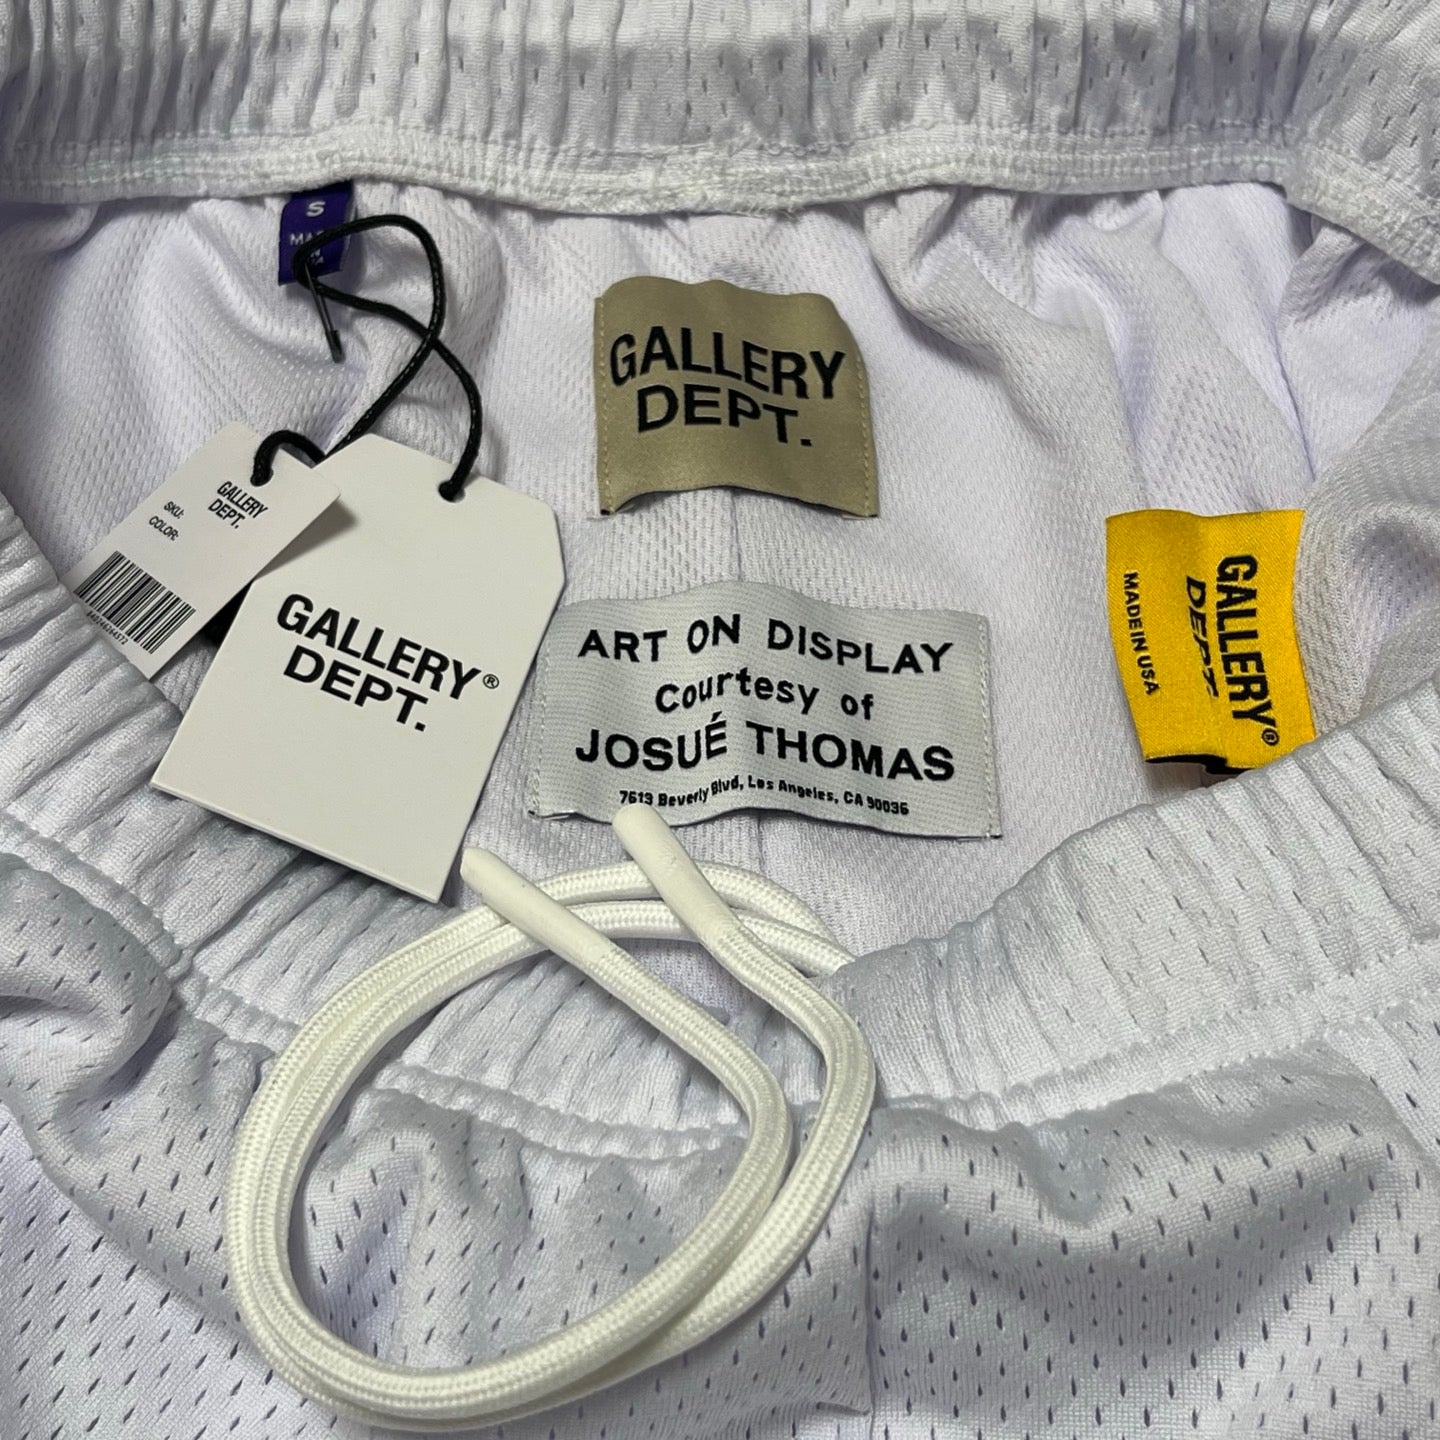 S
GALLERY
DEPT.
GALLERY
DEPT.
SKU:
COLOR:
GALLERY®
DEPT.
ART ON DISPLAY
Courtesy of
JOSUÉ THOMAS
7613 Beverly Blvd, Los Angeles, CA 90036
GALLERY®
DEPT
MADE IN USA